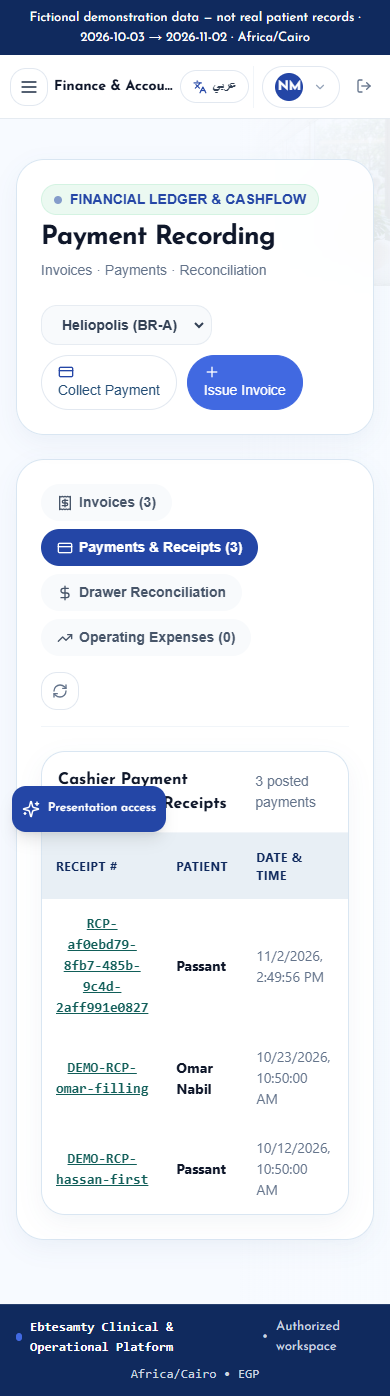 Fictional demonstration data — not real patient records ·
2026-10-03 → 2026-11-02 · Africa/Cairo
Finance & Accou...
عربي
NM
FINANCIAL LEDGER & CASHFLOW
Payment Recording
Invoices · Payments · Reconciliation
Heliopolis (BR-A)
Collect Payment
Issue Invoice
Invoices (3)
Payments & Receipts (3)
Drawer Reconciliation
Operating Expenses (0)
Cashier Payment
Receipts
3 posted
payments
Presentation access
RECEIPT #
PATIENT
DATE &
TIME
RCP-
af0ebd79-
8fb7-485b-
9c4d-
2aff991e0827
Passant
11/2/2026,
2:49:56 PM
DEMO-RCP-
omar-filling
Omar
Nabil
10/23/2026,
10:50:00
AM
DEMO-RCP-
hassan-first
Passant
10/12/2026,
10:50:00
AM
Ebtesamty Clinical &
Operational Platform
• Authorized
workspace
Africa/Cairo • EGP